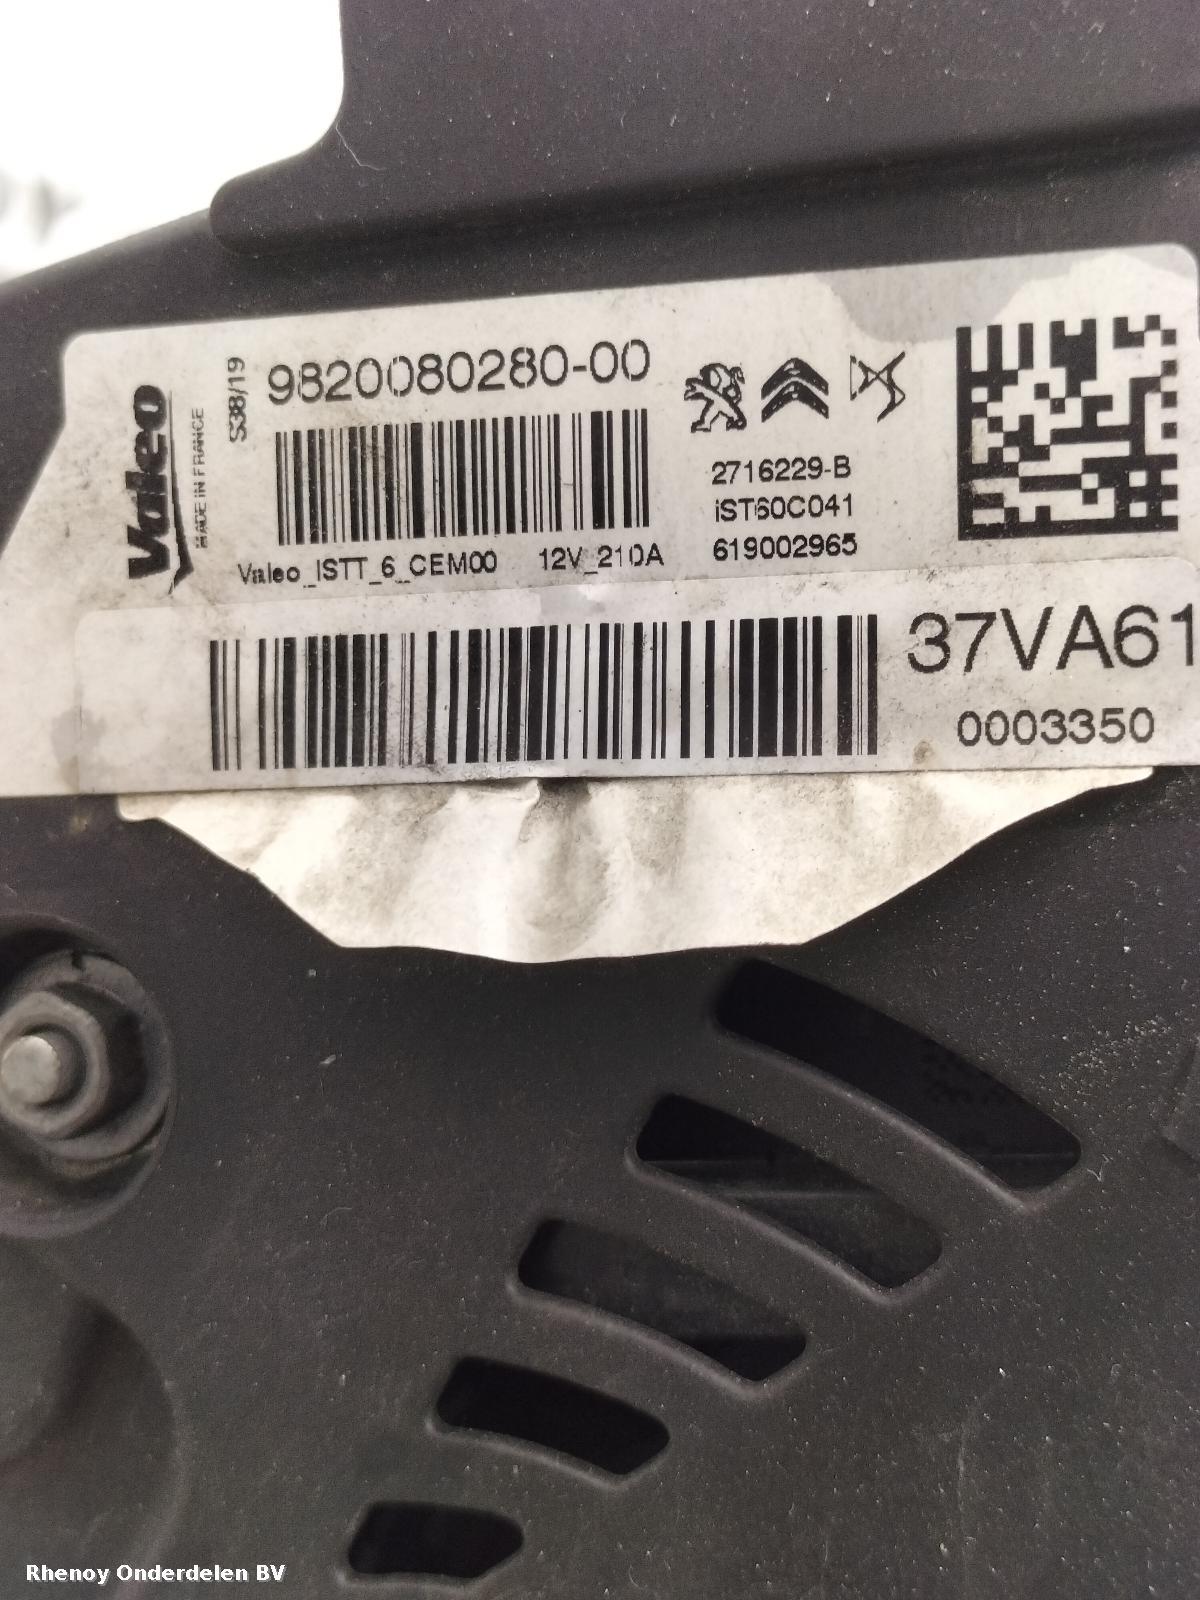 Valeo
MADE IN FRANCE
S38/19
9820080280-00
Valeo_ISTT_6_CEM00 12V_210A
2716229-B
iST60C041
619002965
37VA61
0003350
Rhenoy Onderdelen BV